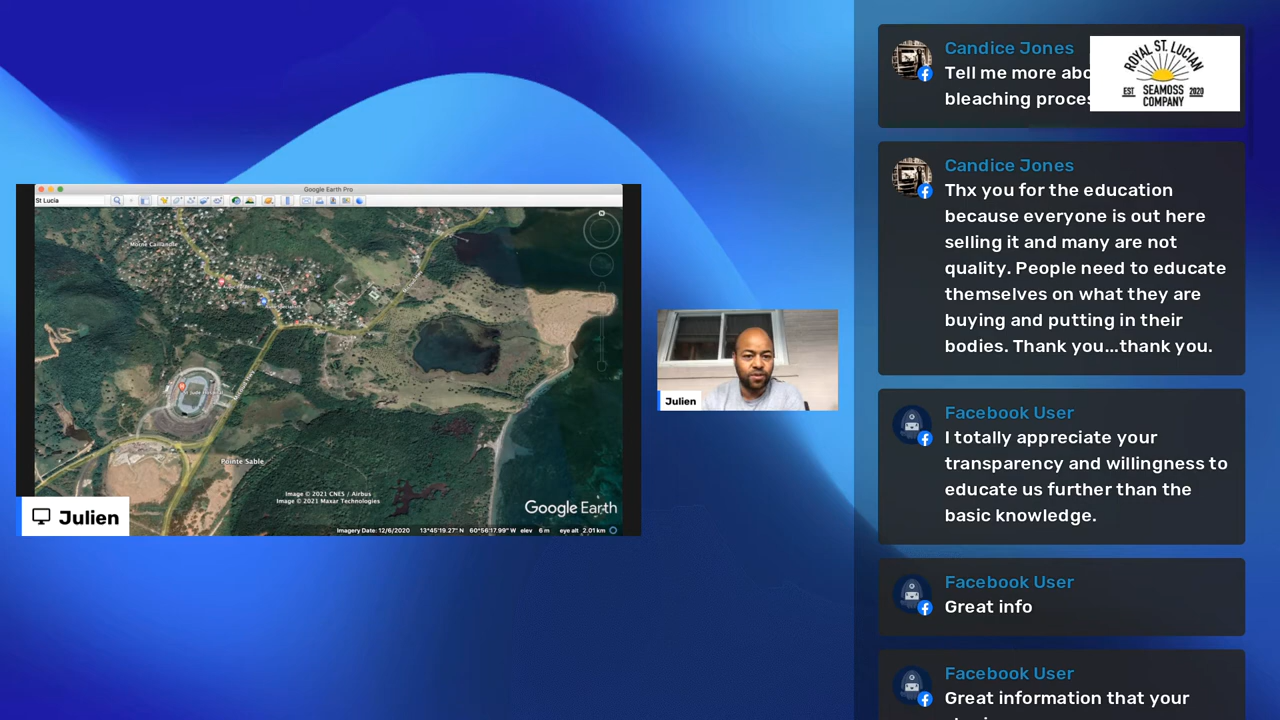 Google Earth Pro
St Lucia
Pointe Sable
Image © 2021 CNES / Airbus
Image © 2021 Maxar Technologies
Google Earth
Imagery Date: 12/6/2020 13°45'19.27" N 60°56'17.99" W elev 6 m eye alt 2.01 km
Julien
Julien
Candice Jones
Tell me more
bleaching
ROYAL ST. LUCIAN
EST SEAMOSS 2020
COMPANY
Candice Jones
Thx you for the education
because everyone is out here
selling it and many are not
quality. People need to educate
themselves on what they are
buying and putting in their
bodies. Thank you...thank you.
Facebook User
I totally appreciate your
transparency and willingness to
educate us further than the
basic knowledge.
Facebook User
Great info
Facebook User
Great information that your